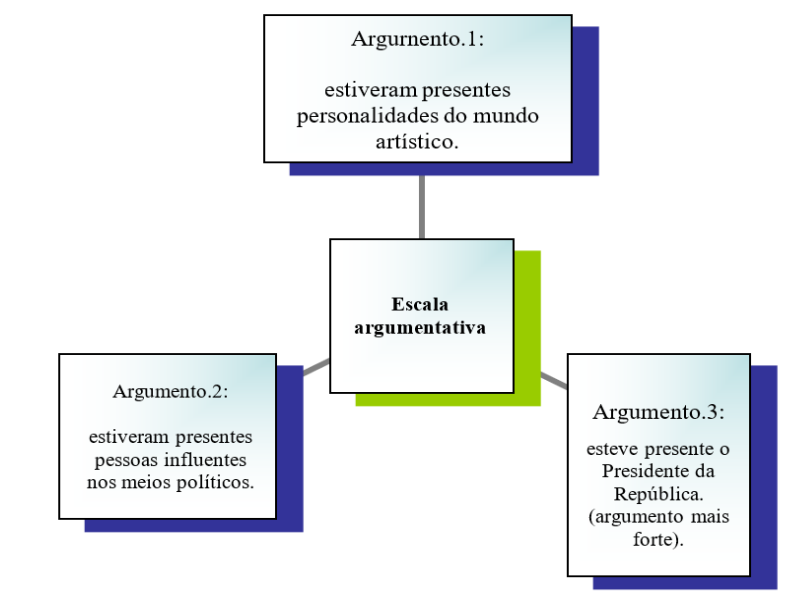 Argurnento.1:
estiveram presentes
personalidades do mundo
artístico.
Escala
argumentativa
Argumento.2:
estiveram presentes
pessoas influentes
nos meios políticos.
Argumento.3:
esteve presente o
Presidente da
República.
(argumento mais
forte).